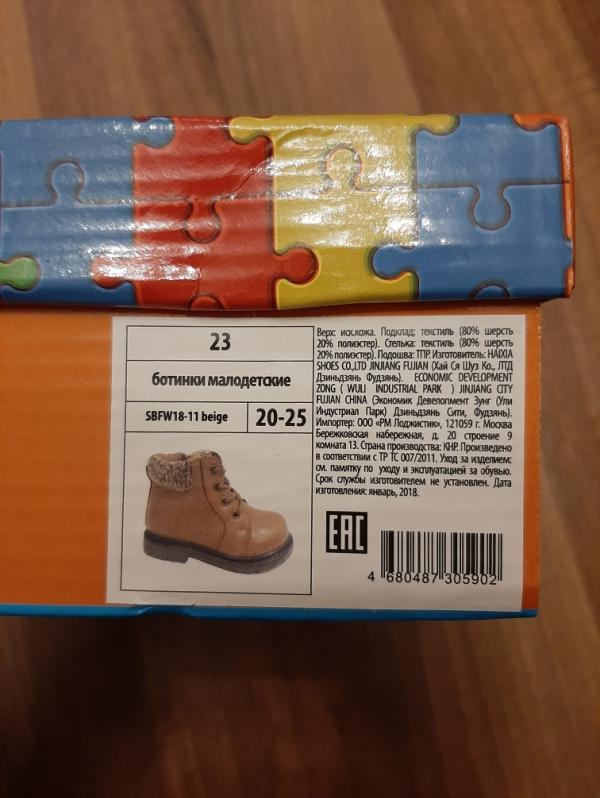 23
ботинки малодетские
SBFW18-11 beige
20-25
Верх: иск.кожа. Подклад: текстиль (80% шерсть
20% полиэстер). Стелька: текстиль (80% шерсть
20% полиэстер). Подошва: ТПР. Изготовитель: HAIXIA
SHOES CO.,LTD JINJIANG FUJIAN (Хай Ся Шуз Ко., ЛТД
Дзиньдзянь Фудзянь). ECONOMIC DEVELOPMENT
ZONG ( WULI INDUSTRIAL PARK ) JINJIANG CITY
FUJIAN CHINA (Экономик Девелопмент Зунг (Ули
Индустриал Парк) Дзиньдзянь Сити, Фудзянь).
Импортер: ООО «РМ Лоджистик», 121059 г. Москва
Бережковская набережная, д. 20 строение 9
комната 13. Страна производства: КНР. Произведено
в соответствии с ТР ТС 007/2011. Уход за изделием:
см. памятку по уходу и эксплуатацией за обувью.
Срок службы изготовителем не установлен. Дата
изготовления: январь, 2018.
EAC
4 680487 305902